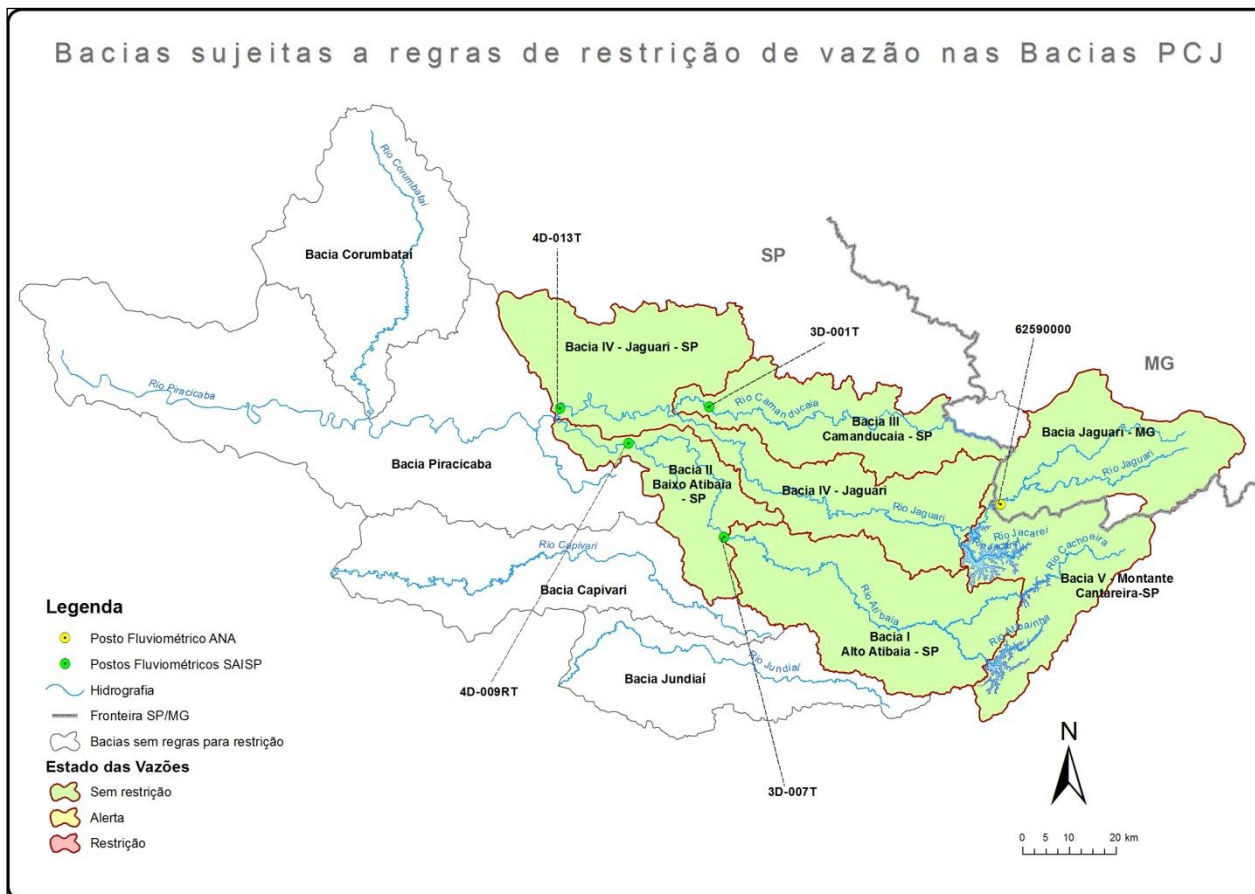 Bacias sujeitas a regras de restrição de vazão nas Bacias PCJ
Rio Corumbataí
Bacia Corumbataí
4D-013T
SP
3D-001T
62590000
MG
Bacia IV - Jaguari - SP
Rio Piracicaba
Rio Camanducaia
Bacia III
Camanducaia - SP
Bacia Jaguari - MG
Rio Jaguari
Bacia Piracicaba
Bacia II
Baixo Atibaia
- SP
Bacia IV - Jaguari
Rio Jaguari
Rio Jacareí
Rio Cachoeira
Rio Capivari
Bacia V - Montante
Cantareira-SP
Bacia Capivari
Rio Atibaia
Rio Atibainha
Bacia I
Alto Atibaia - SP
Rio Jundiaí
Bacia Jundiaí
4D-009RT
3D-007T
Legenda
Posto Fluviométrico ANA
Postos Fluviométricos SAISP
Hidrografia
Fronteira SP/MG
Bacias sem regras para restrição
Estado das Vazões
Sem restrição
Alerta
Restrição
N
0 5 10 20 km